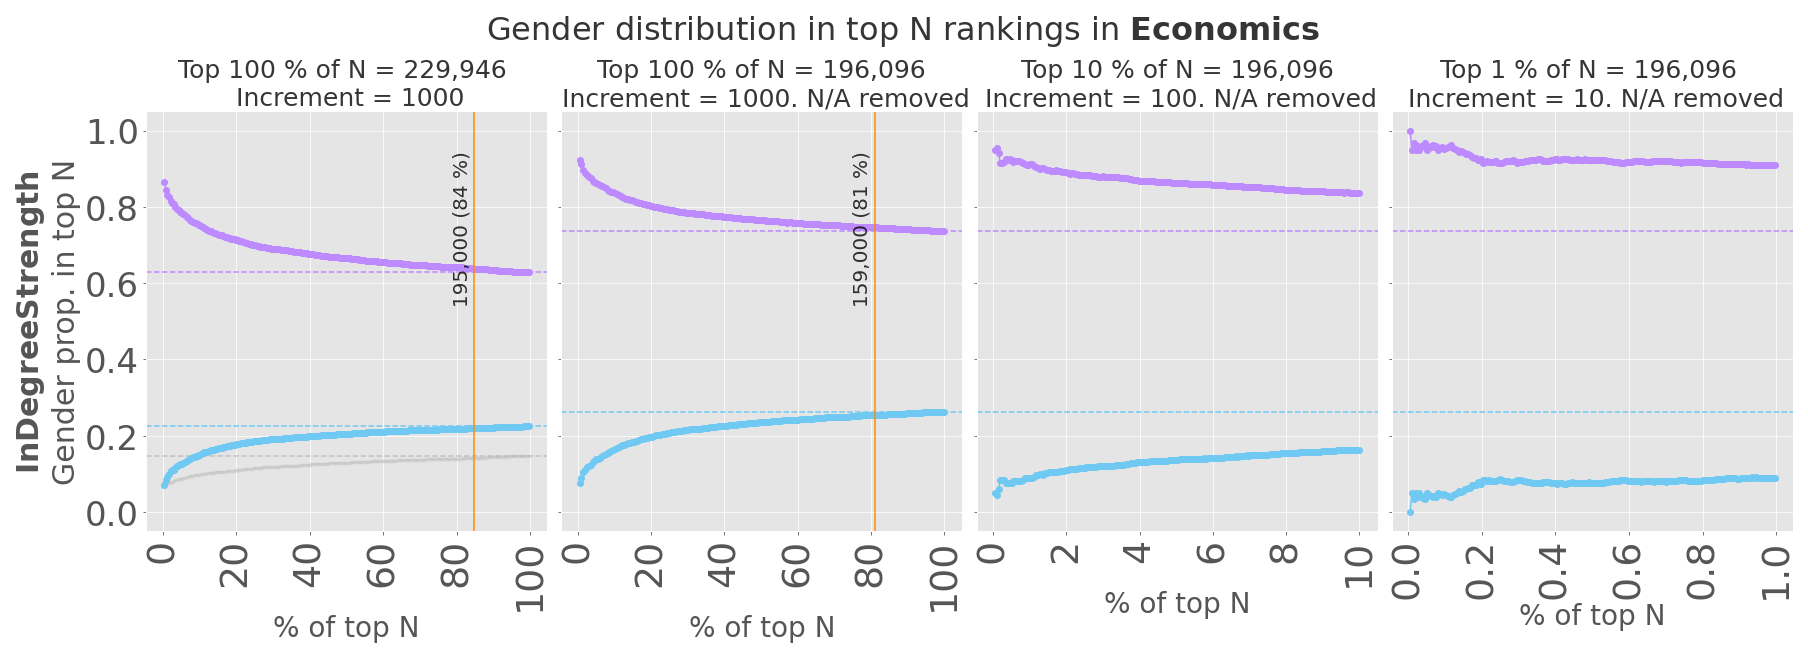 Gender distribution in top N rankings in Economics
Top 100 % of N = 229,946
Increment = 1000
Top 100 % of N = 196,096
Increment = 1000. N/A removed
Top 10 % of N = 196,096
Increment = 100. N/A removed
Top 1 % of N = 196,096
Increment = 10. N/A removed
InDegreeStrength
Gender prop. in top N
1.0
0.8
0.6
0.4
0.2
0.0
195,000 (84 %)
159,000 (81 %)
0 20 40 60 80 100
0 20 40 60 80 100
0 2 4 6 8 10
0.0 0.2 0.4 0.6 0.8 1.0
% of top N
% of top N
% of top N
% of top N